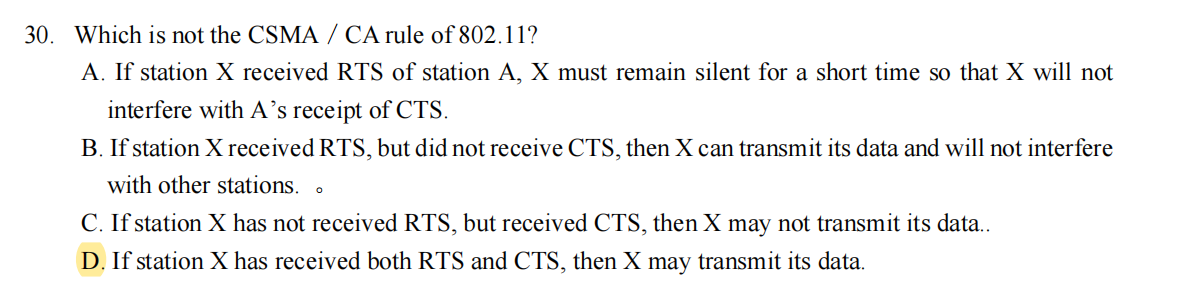 30. Which is not the CSMA / CA rule of 802.11?
A. If station X received RTS of station A, X must remain silent for a short time so that X will not
interfere with A’s receipt of CTS.
B. If station X received RTS, but did not receive CTS, then X can transmit its data and will not interfere
with other stations. 。
C. If station X has not received RTS, but received CTS, then X may not transmit its data..
D. If station X has received both RTS and CTS, then X may transmit its data.